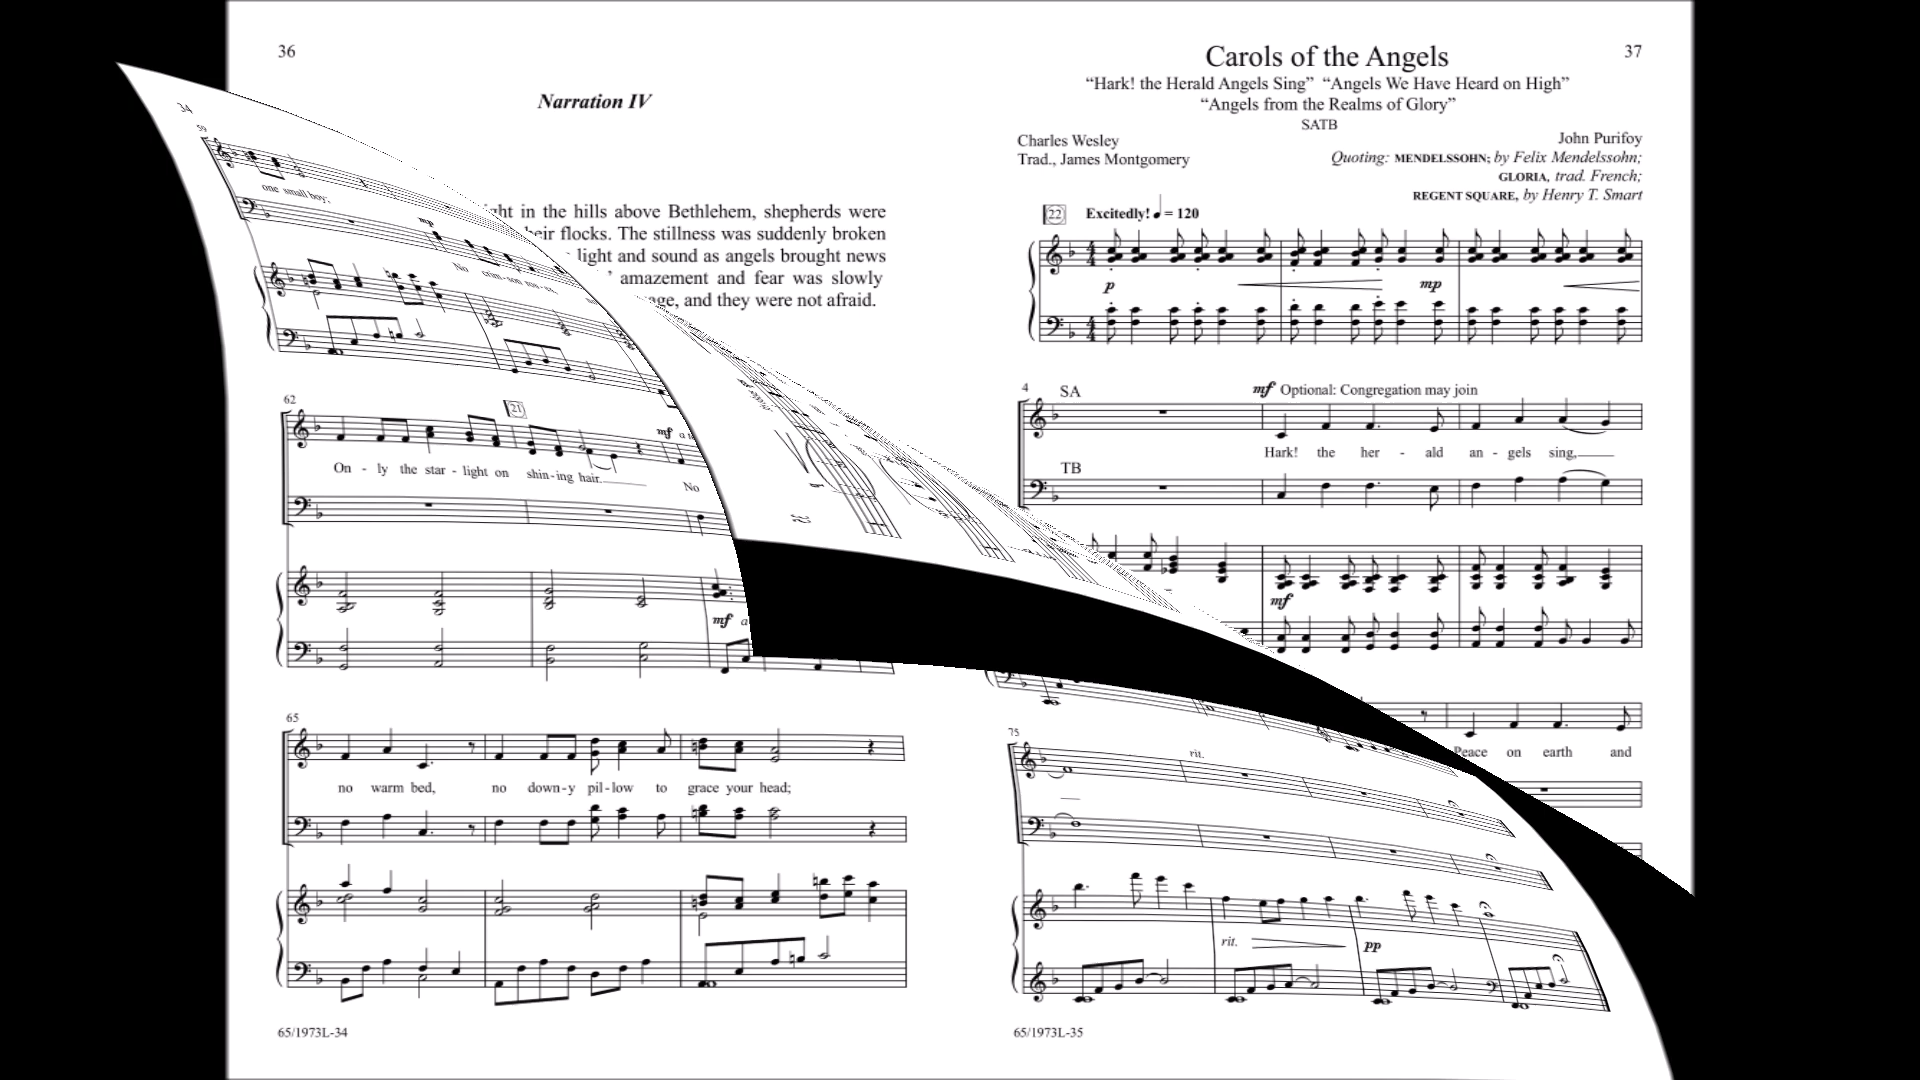 36
Narration IV
in the hills above Bethlehem, shepherds were
flocks. The stillness was suddenly broken
light and sound as angels brought news
amazement and fear was slowly
and they were not afraid.
34
59
one small boy;
mp
No crim-son
62
21
mf
On - ly the star - light on shin-ing hair. No
mf a
65
no warm bed, no down-y pil-low to grace your head;
65/1973L-34
37
Carols of the Angels
“Hark! the Herald Angels Sing” “Angels We Have Heard on High”
“Angels from the Realms of Glory”
SATB
Charles Wesley
Trad., James Montgomery
John Purifoy
Quoting: MENDELSSOHN; by Felix Mendelssohn;
GLORIA, trad. French;
REGENT SQUARE, by Henry T. Smart
22 Excitedly! ♩ = 120
p mp
4 SA mf Optional: Congregation may join
Hark! the her - ald an - gels sing,
TB
mf
Peace on earth and
75
rit.
rit. pp
65/1973L-35